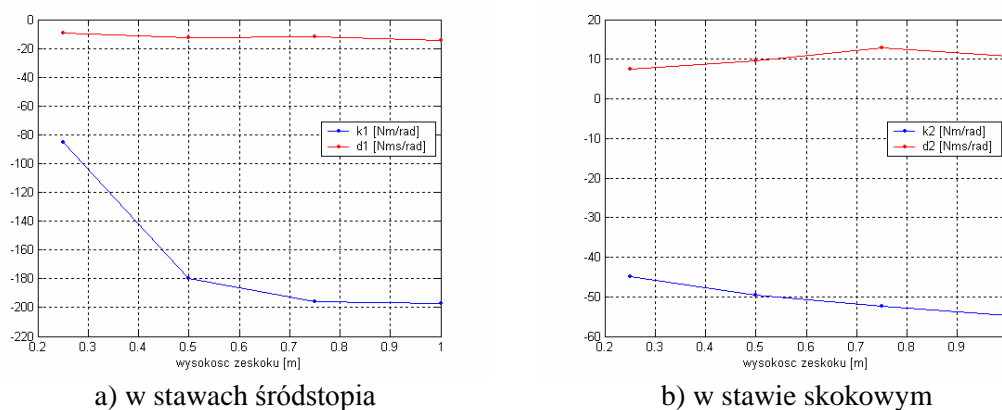 0
-20
-40
-60
-80
-100
-120
-140
-160
-180
-200
-220
0.2 0.3 0.4 0.5 0.6 0.7 0.8 0.9 1
k1 [Nm/rad]
d1 [Nms/rad]
wysokosc zeskoku [m]
a) w stawach śródstopia
20
10
0
-10
-20
-30
-40
-50
-60
0.2 0.3 0.4 0.5 0.6 0.7 0.8 0.9
k2 [Nm/rad]
d2 [Nms/rad]
wysokosc zeskoku [m]
b) w stawie skokowym